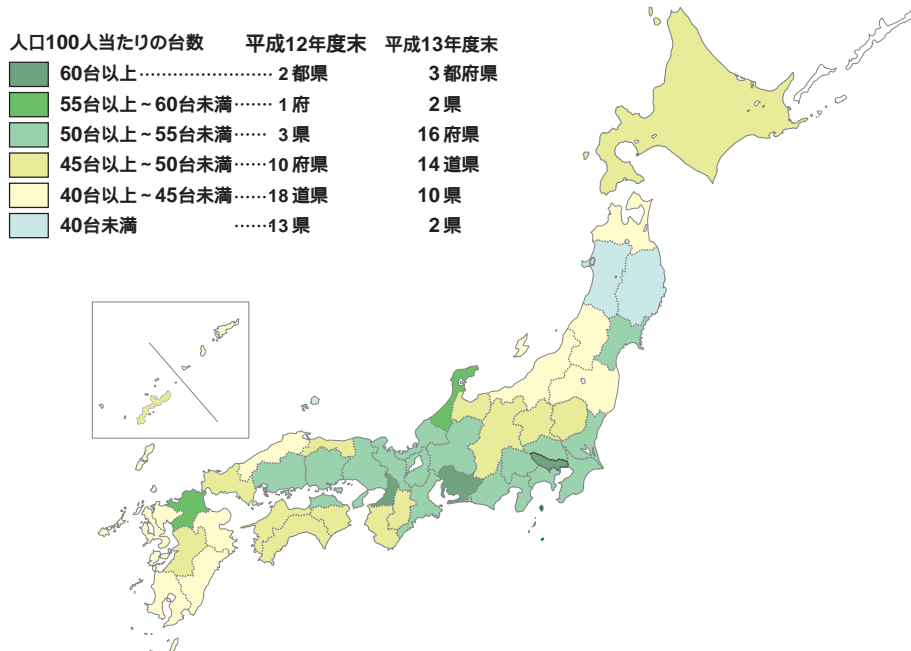 人口100人当たりの台数 平成12年度末 平成13年度末
60台以上…………………… 2都県 3都府県
55台以上~60台未満…… 1府 2県
50台以上~55台未満… 3県 16府県
45台以上~50台未満……10府県 14道県
40台以上~45台未満……18道県 10県
40台未満 ……13県 2県